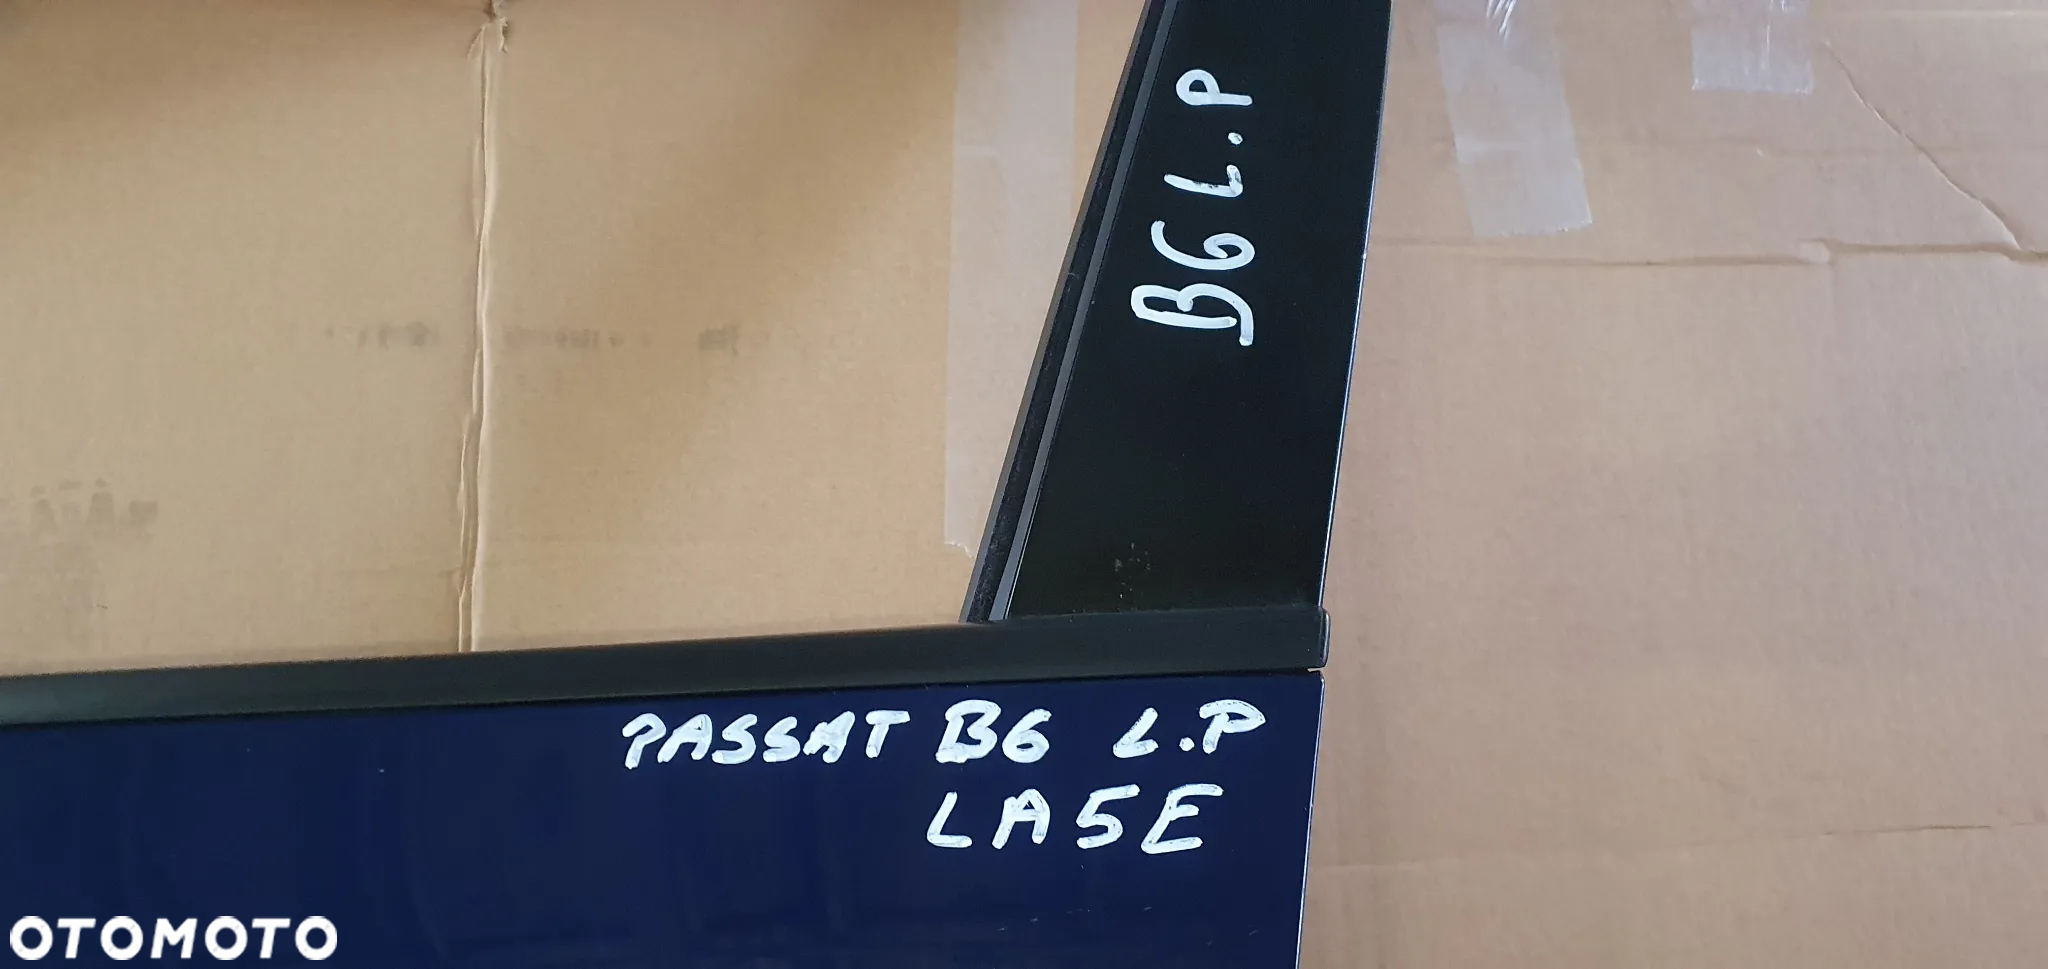 B6 L.P
PASSAT B6 L.P
LA5E
OTOMOTO